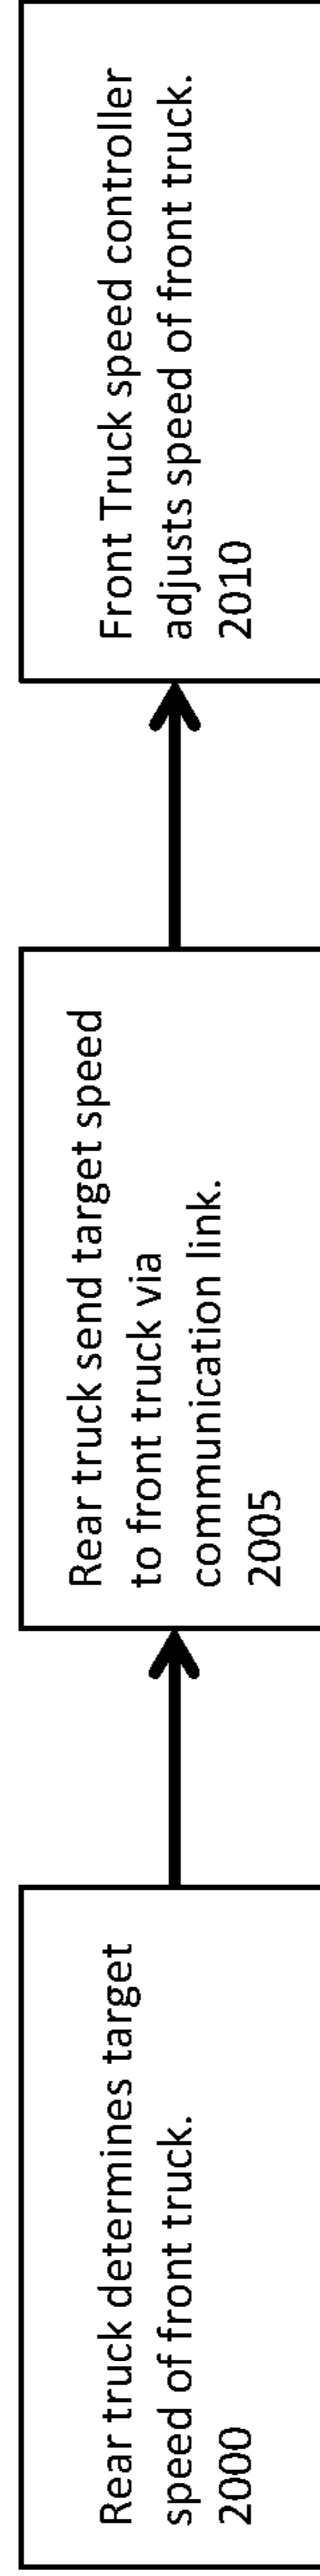 Rear truck determines target
speed of front truck.
2000
Rear truck send target speed
to front truck via
communication link.
2005
Front Truck speed controller
adjusts speed of front truck.
2010